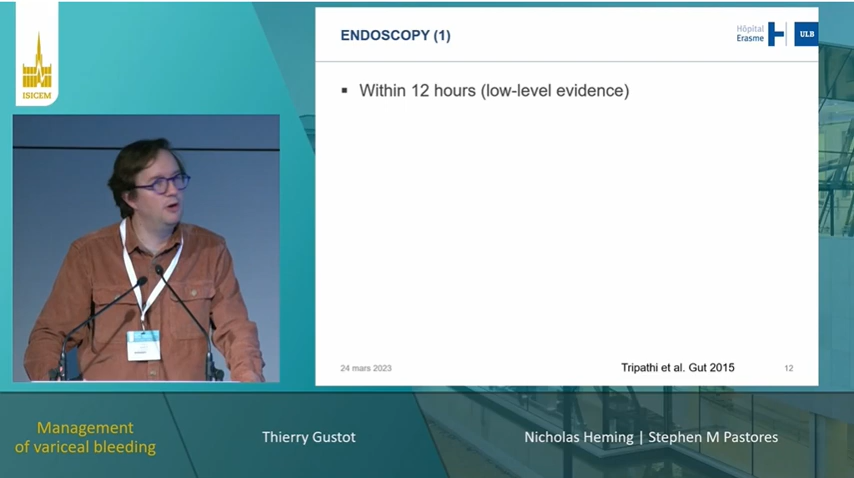 ISICEM
ENDOSCOPY (1)
Hôpital
Erasme
ULB
▪ Within 12 hours (low-level evidence)
24 mars 2023
Tripathi et al. Gut 2015
12
Management
of variceal bleeding
Thierry Gustot
Nicholas Heming | Stephen M Pastores